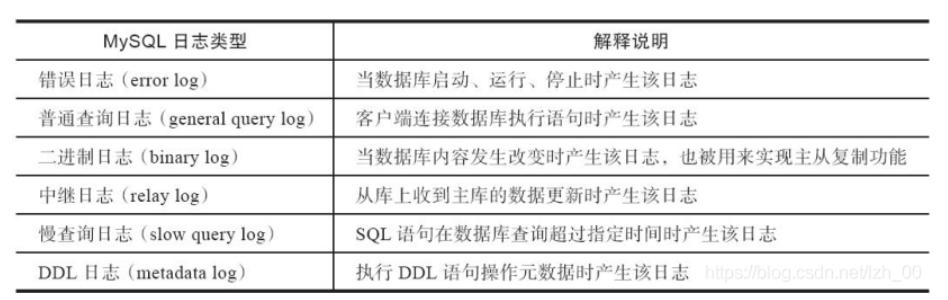 MySQL 日志类型 解释说明
错误日志（error log） 当数据库启动、运行、停止时产生该日志
普通查询日志（general query log） 客户端连接数据库执行语句时产生该日志
二进制日志（binary log） 当数据库内容发生改变时产生该日志，也被用来实现主从复制功能
中继日志（relay log） 从库上收到主库的数据更新时产生该日志
慢查询日志（slow query log） SQL 语句在数据库查询超过指定时间时产生该日志
DDL 日志（metadata log） 执行 DDL 语句操作元数据时产生该日志 https://blog.csdn.net/lzh_00